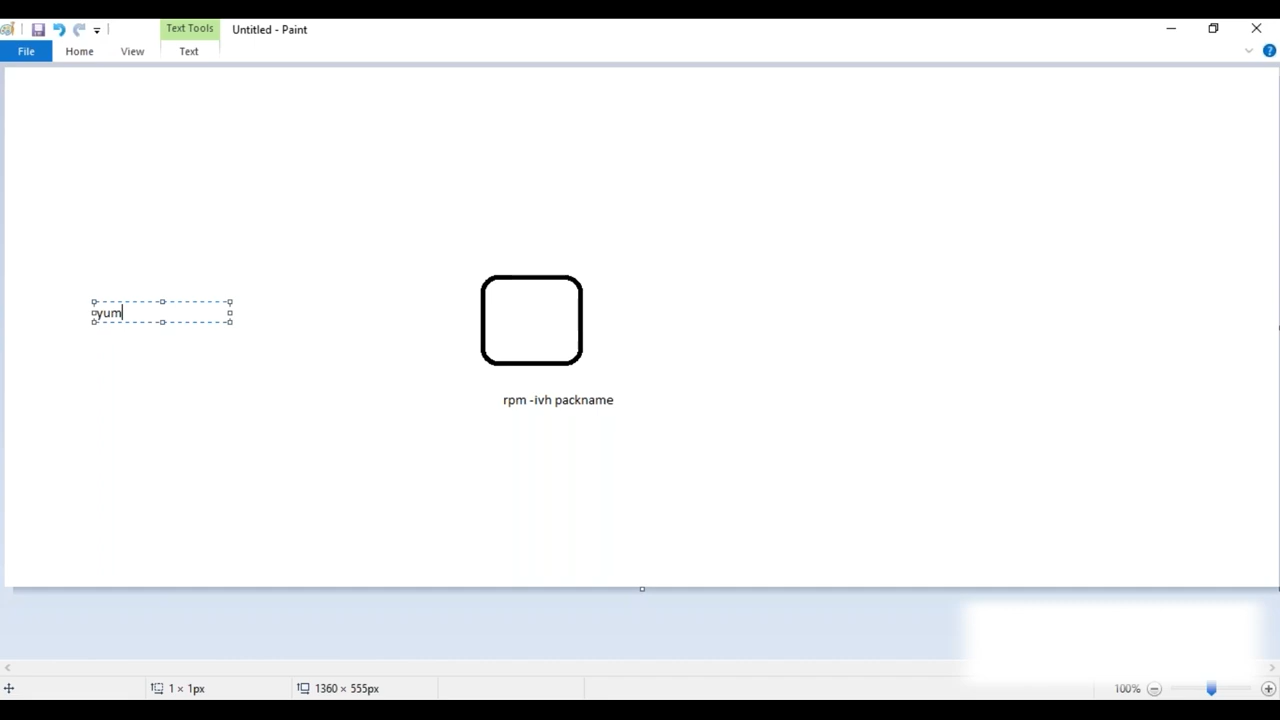 Text Tools
Untitled - Paint
File
Home
View
Text
yum
rpm -ivh packname
1 × 1px
1360 × 555px
100%